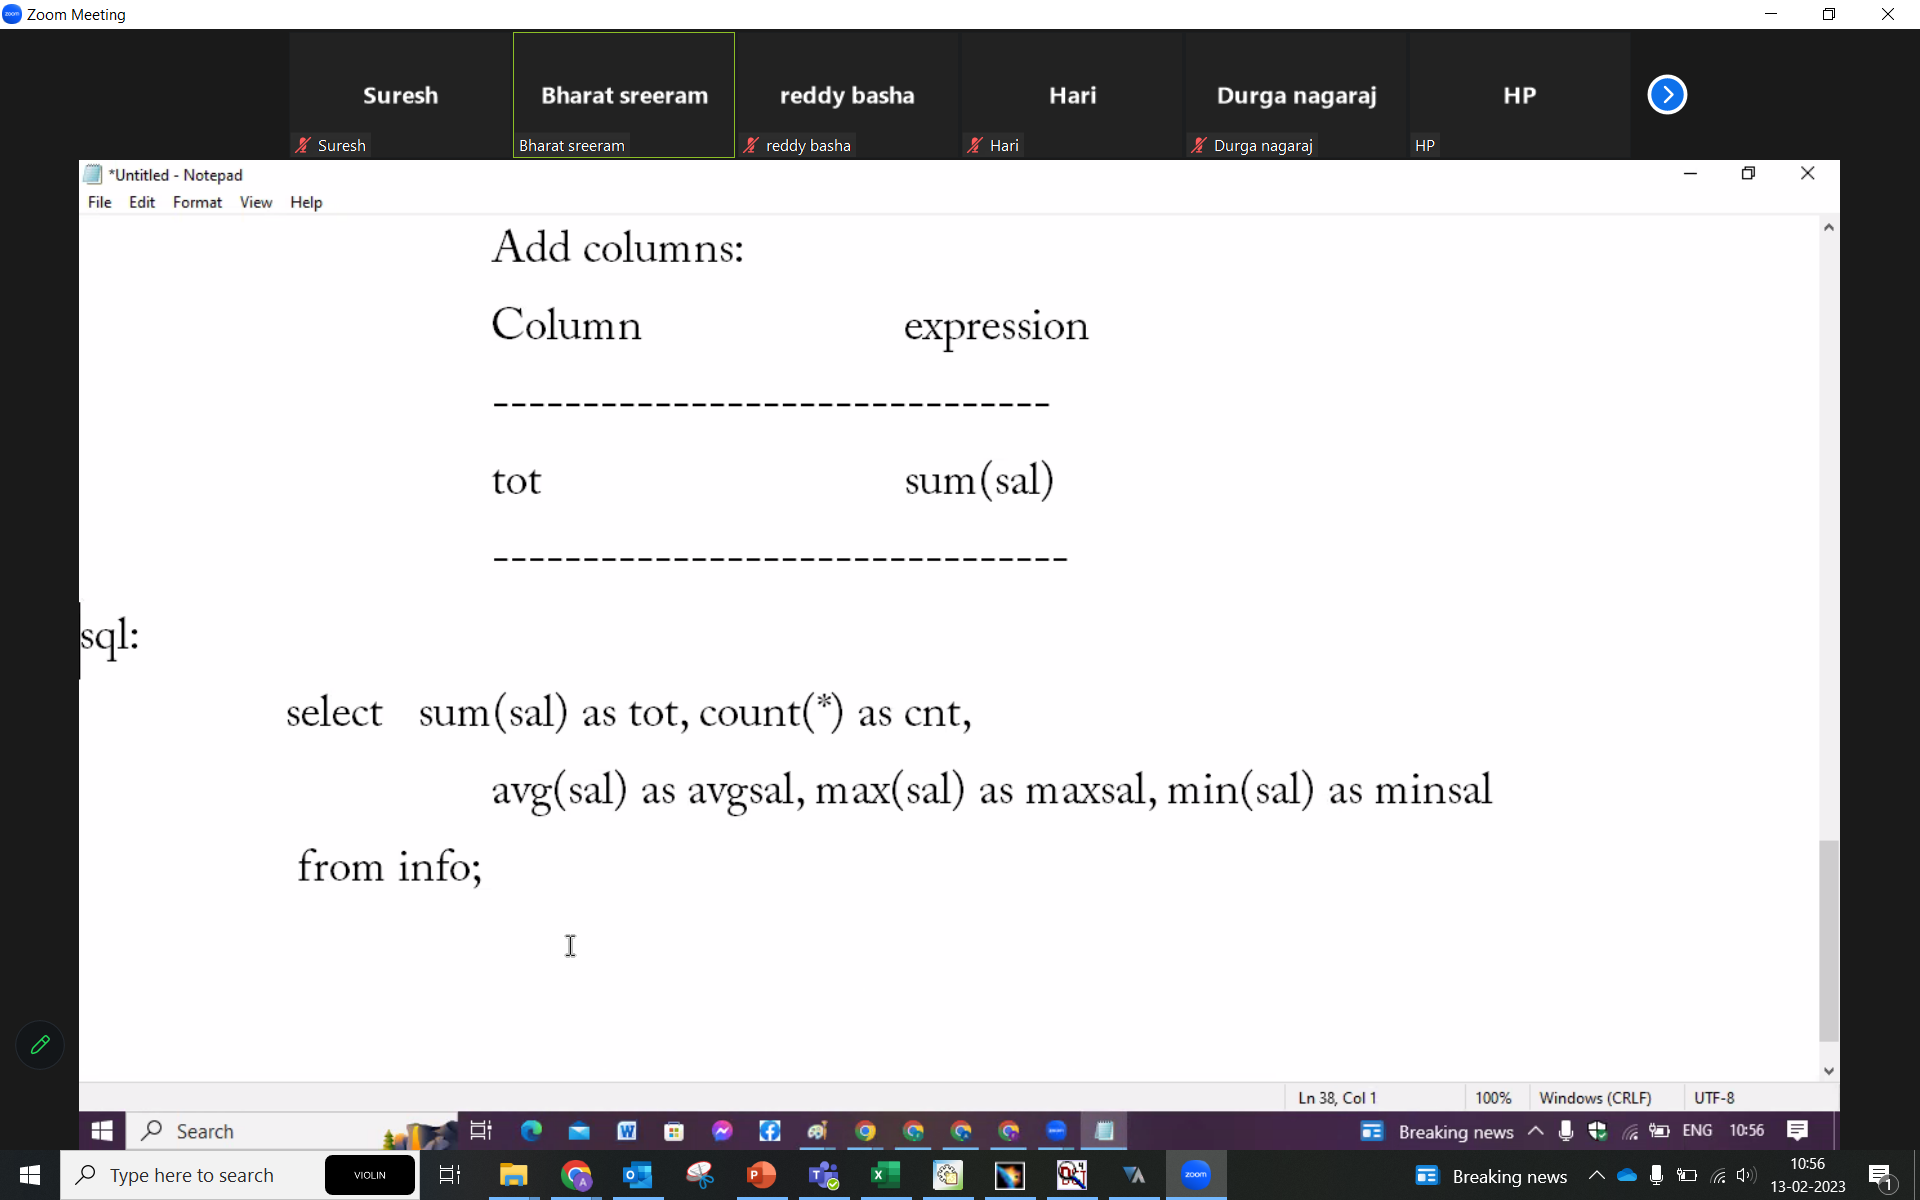 Zoom Meeting
Suresh
Bharat sreeram
reddy basha
Hari
Durga nagaraj
HP
Suresh
Bharat sreeram
reddy basha
Hari
Durga nagaraj
HP
*Untitled - Notepad
File Edit Format View Help
Add columns:
Column expression
-------------------------------
tot sum(sal)
--------------------------------
sql:
select sum(sal) as tot, count(*) as cnt,
avg(sal) as avgsal, max(sal) as maxsal, min(sal) as minsal
from info;
Ln 38, Col 1 100% Windows (CRLF) UTF-8
Search Breaking news ENG 10:56
Type here to search VIOLIN zoom Breaking news 10:56
13-02-2023 1